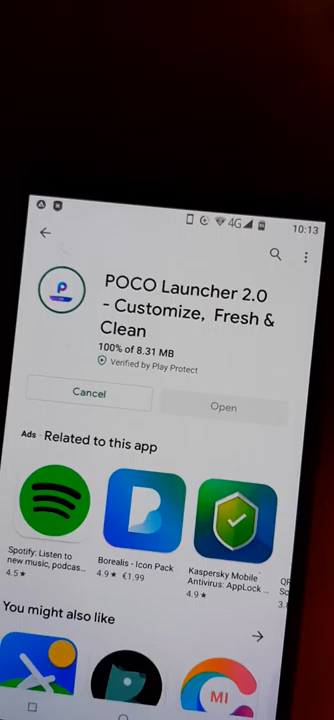 4G 10:13
POCO Launcher 2.0
- Customize, Fresh &
Clean
100% of 8.31 MB
Verified by Play Protect
Cancel
Open
Ads · Related to this app
Spotify: Listen to
new music, podcas...
4.5★
Borealis - Icon Pack
4.9★ €1.99
Kaspersky Mobile
Antivirus: AppLock ...
4.9★
QR
3.
You might also like
MI